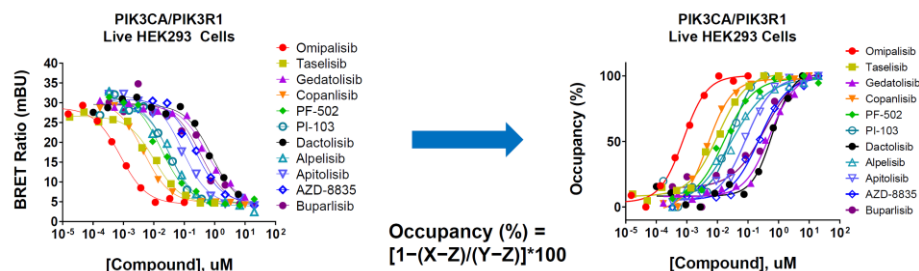 PIK3CA/PIK3R1
Live HEK293 Cells
BRET Ratio (mBU)
40
35
30
25
20
15
10
5
0
10⁻⁵ 10⁻⁴ 10⁻³ 10⁻² 10⁻¹ 10⁰ 10¹ 10²
[Compound], uM
Omipalisib
Taselisib
Gedatolisib
Copanlisib
PF-502
PI-103
Dactolisib
Alpelisib
Apitolisib
AZD-8835
Buparlisib
Occupancy (%) =
[1−(X−Z)/(Y−Z)]*100
PIK3CA/PIK3R1
Live HEK293 Cells
Occupancy (%)
100
50
0
10⁻⁵ 10⁻⁴ 10⁻³ 10⁻² 10⁻¹ 10⁰ 10¹ 10²
[Compound], uM
Omipalisib
Taselisib
Gedatolisib
Copanlisib
PF-502
PI-103
Dactolisib
Alpelisib
Apitolisib
AZD-8835
Buparlisib